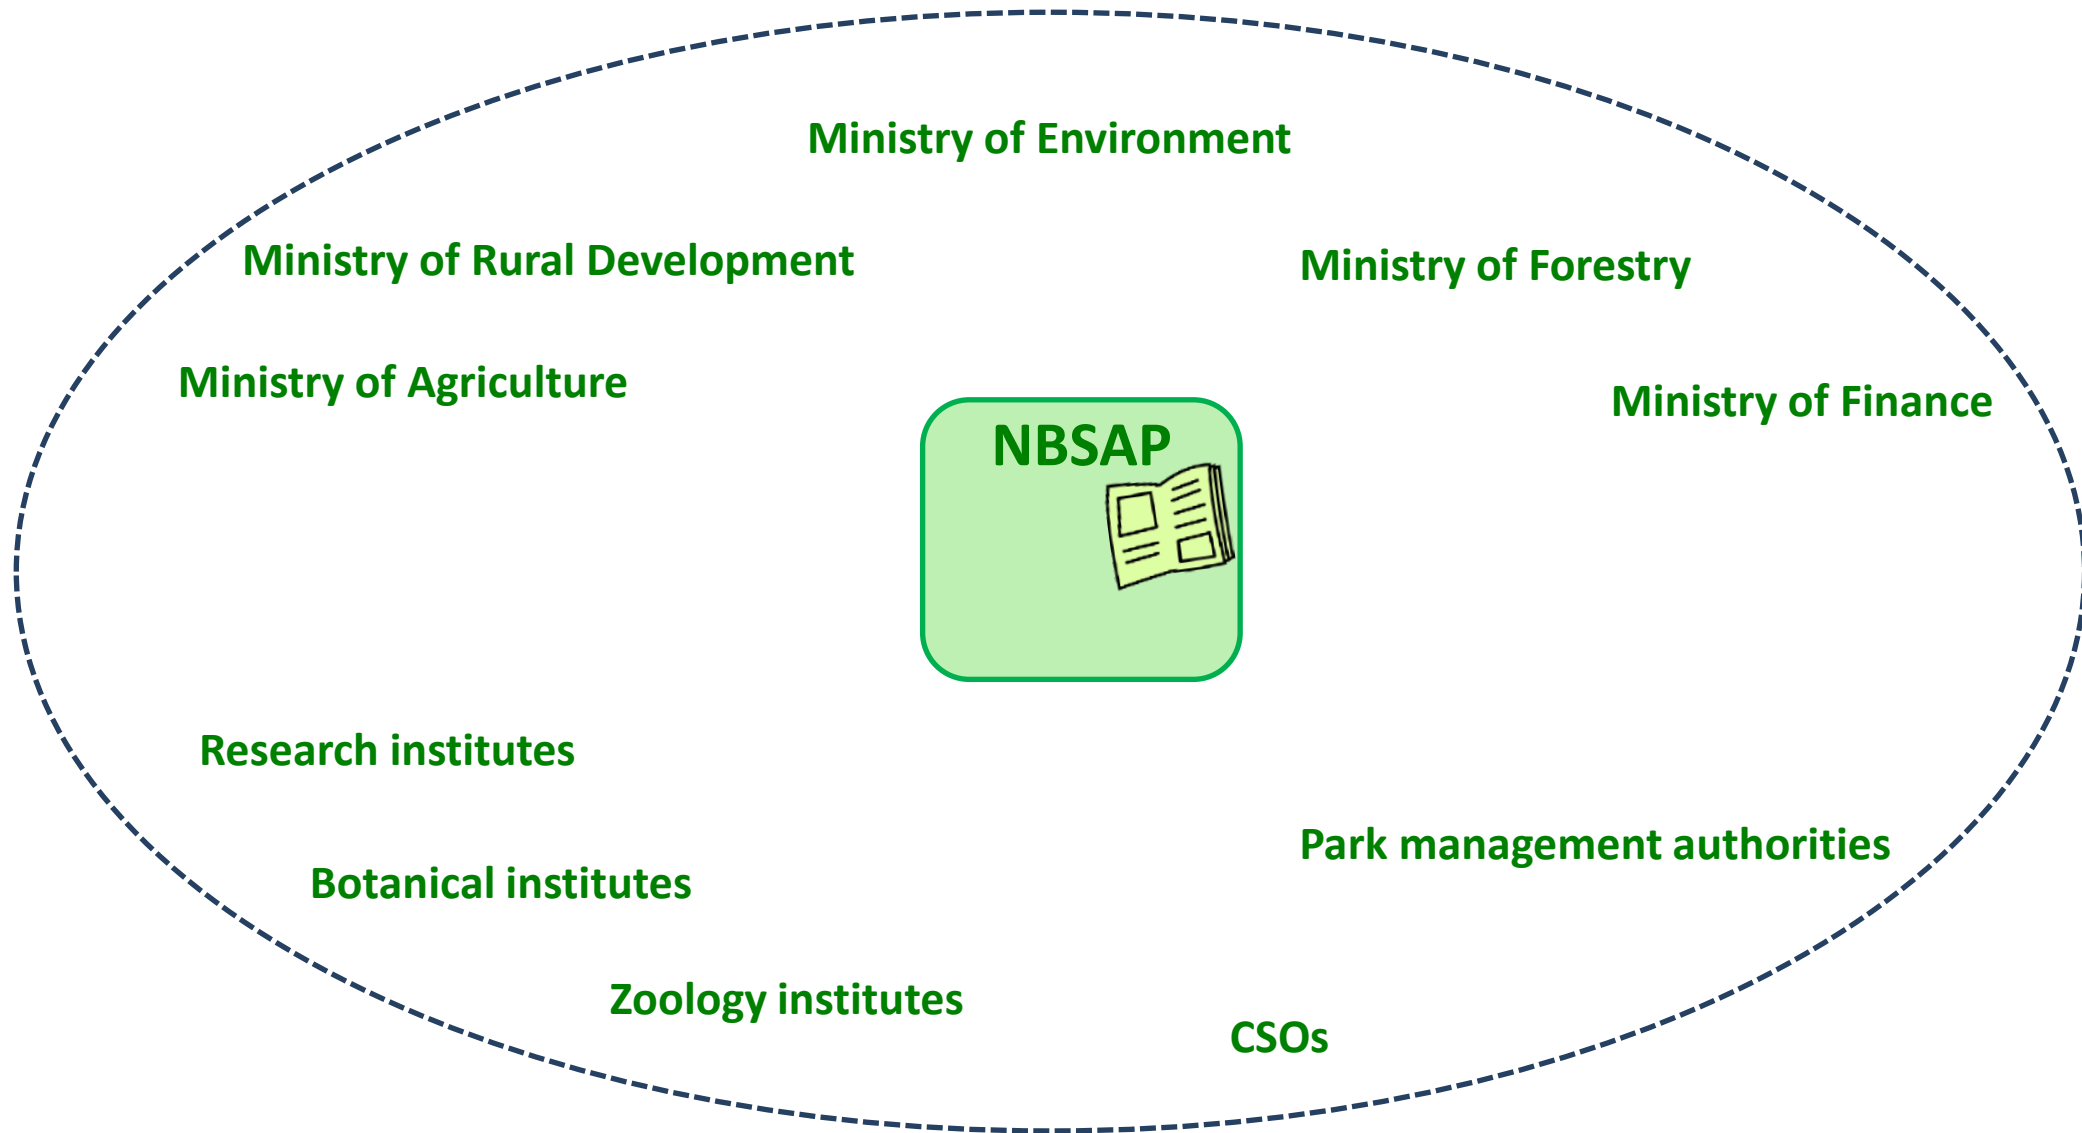 Ministry of Environment
Ministry of Rural Development
Ministry of Forestry
Ministry of Agriculture
Ministry of Finance
NBSAP
Research institutes
Park management authorities
Botanical institutes
Zoology institutes
CSOs